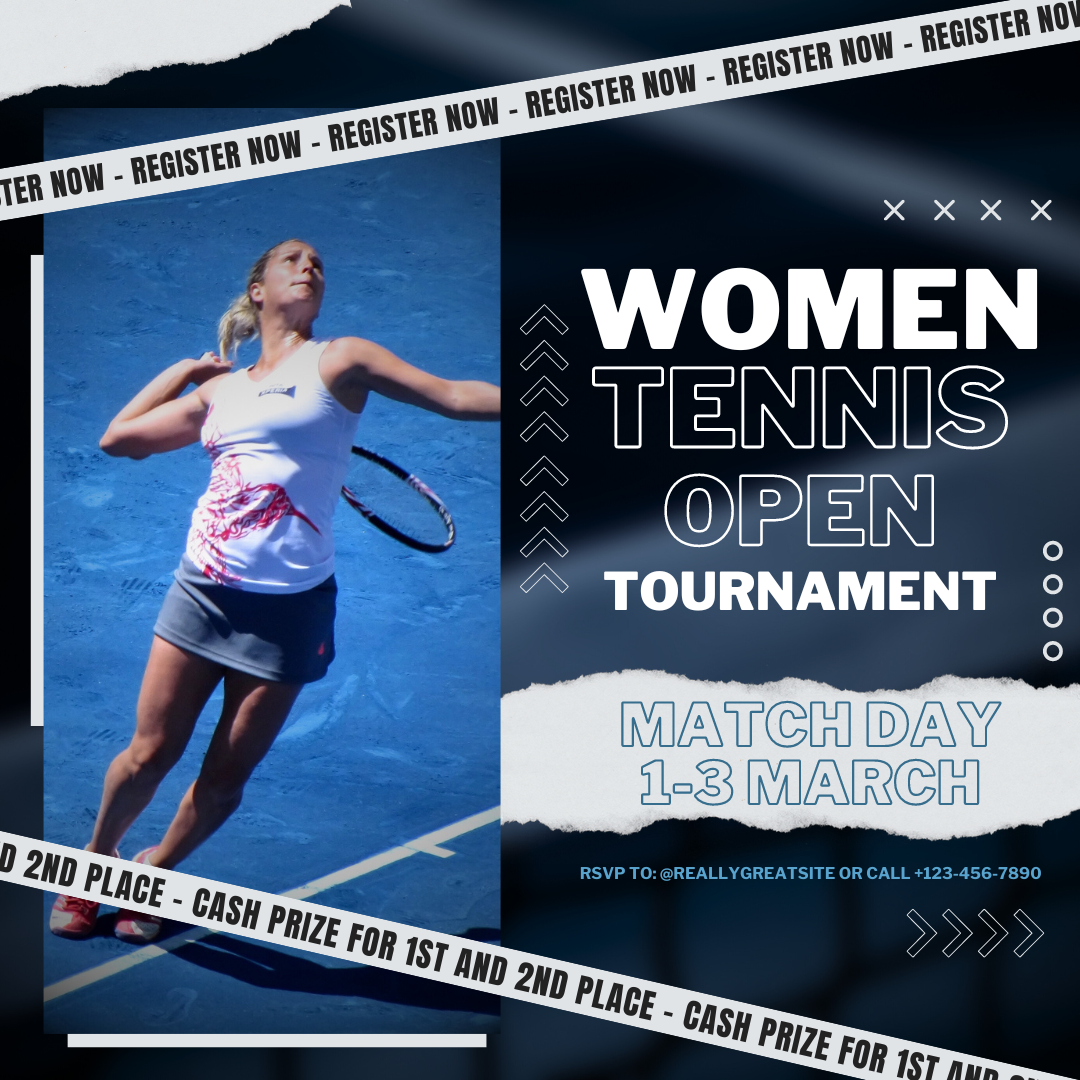 TER NOW - REGISTER NOW - REGISTER NOW - REGISTER NOW - REGISTER NOW - REGISTER NOW
WOMEN
TENNIS
OPEN
TOURNAMENT
MATCH DAY
1-3 MARCH
RSVP TO: @REALLYGREATSITE OR CALL +123-456-7890
D 2ND PLACE - CASH PRIZE FOR 1ST AND 2ND PLACE - CASH PRIZE FOR 1ST AND